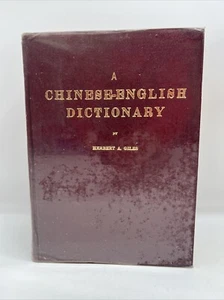 A
CHINESE-ENGLISH
DICTIONARY
BY
HERBERT A. GILES